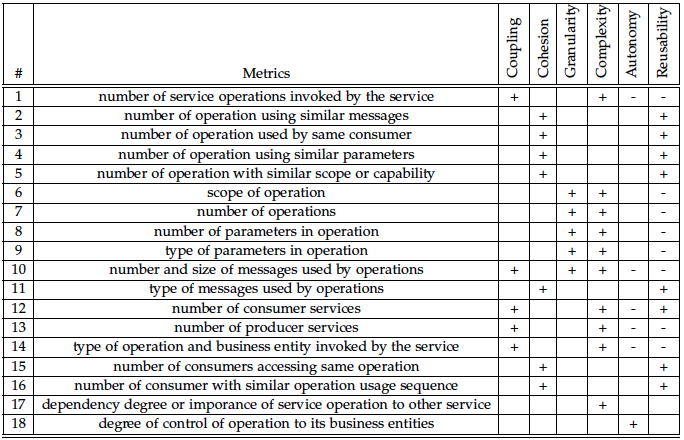 # Metrics Coupling Cohesion Granularity Complexity Autonomy Reusability
1 number of service operations invoked by the service + + - -
2 number of operation using similar messages + +
3 number of operation used by same consumer + +
4 number of operation using similar parameters + +
5 number of operation with similar scope or capability + +
6 scope of operation + + -
7 number of operations + + -
8 number of parameters in operation + + -
9 type of parameters in operation + + -
10 number and size of messages used by operations + + + - -
11 type of messages used by operations + +
12 number of consumer services + + - +
13 number of producer services + + - -
14 type of operation and business entity invoked by the service + + - -
15 number of consumers accessing same operation + +
16 number of consumer with similar operation usage sequence + +
17 dependency degree or imporance of service operation to other service +
18 degree of control of operation to its business entities +